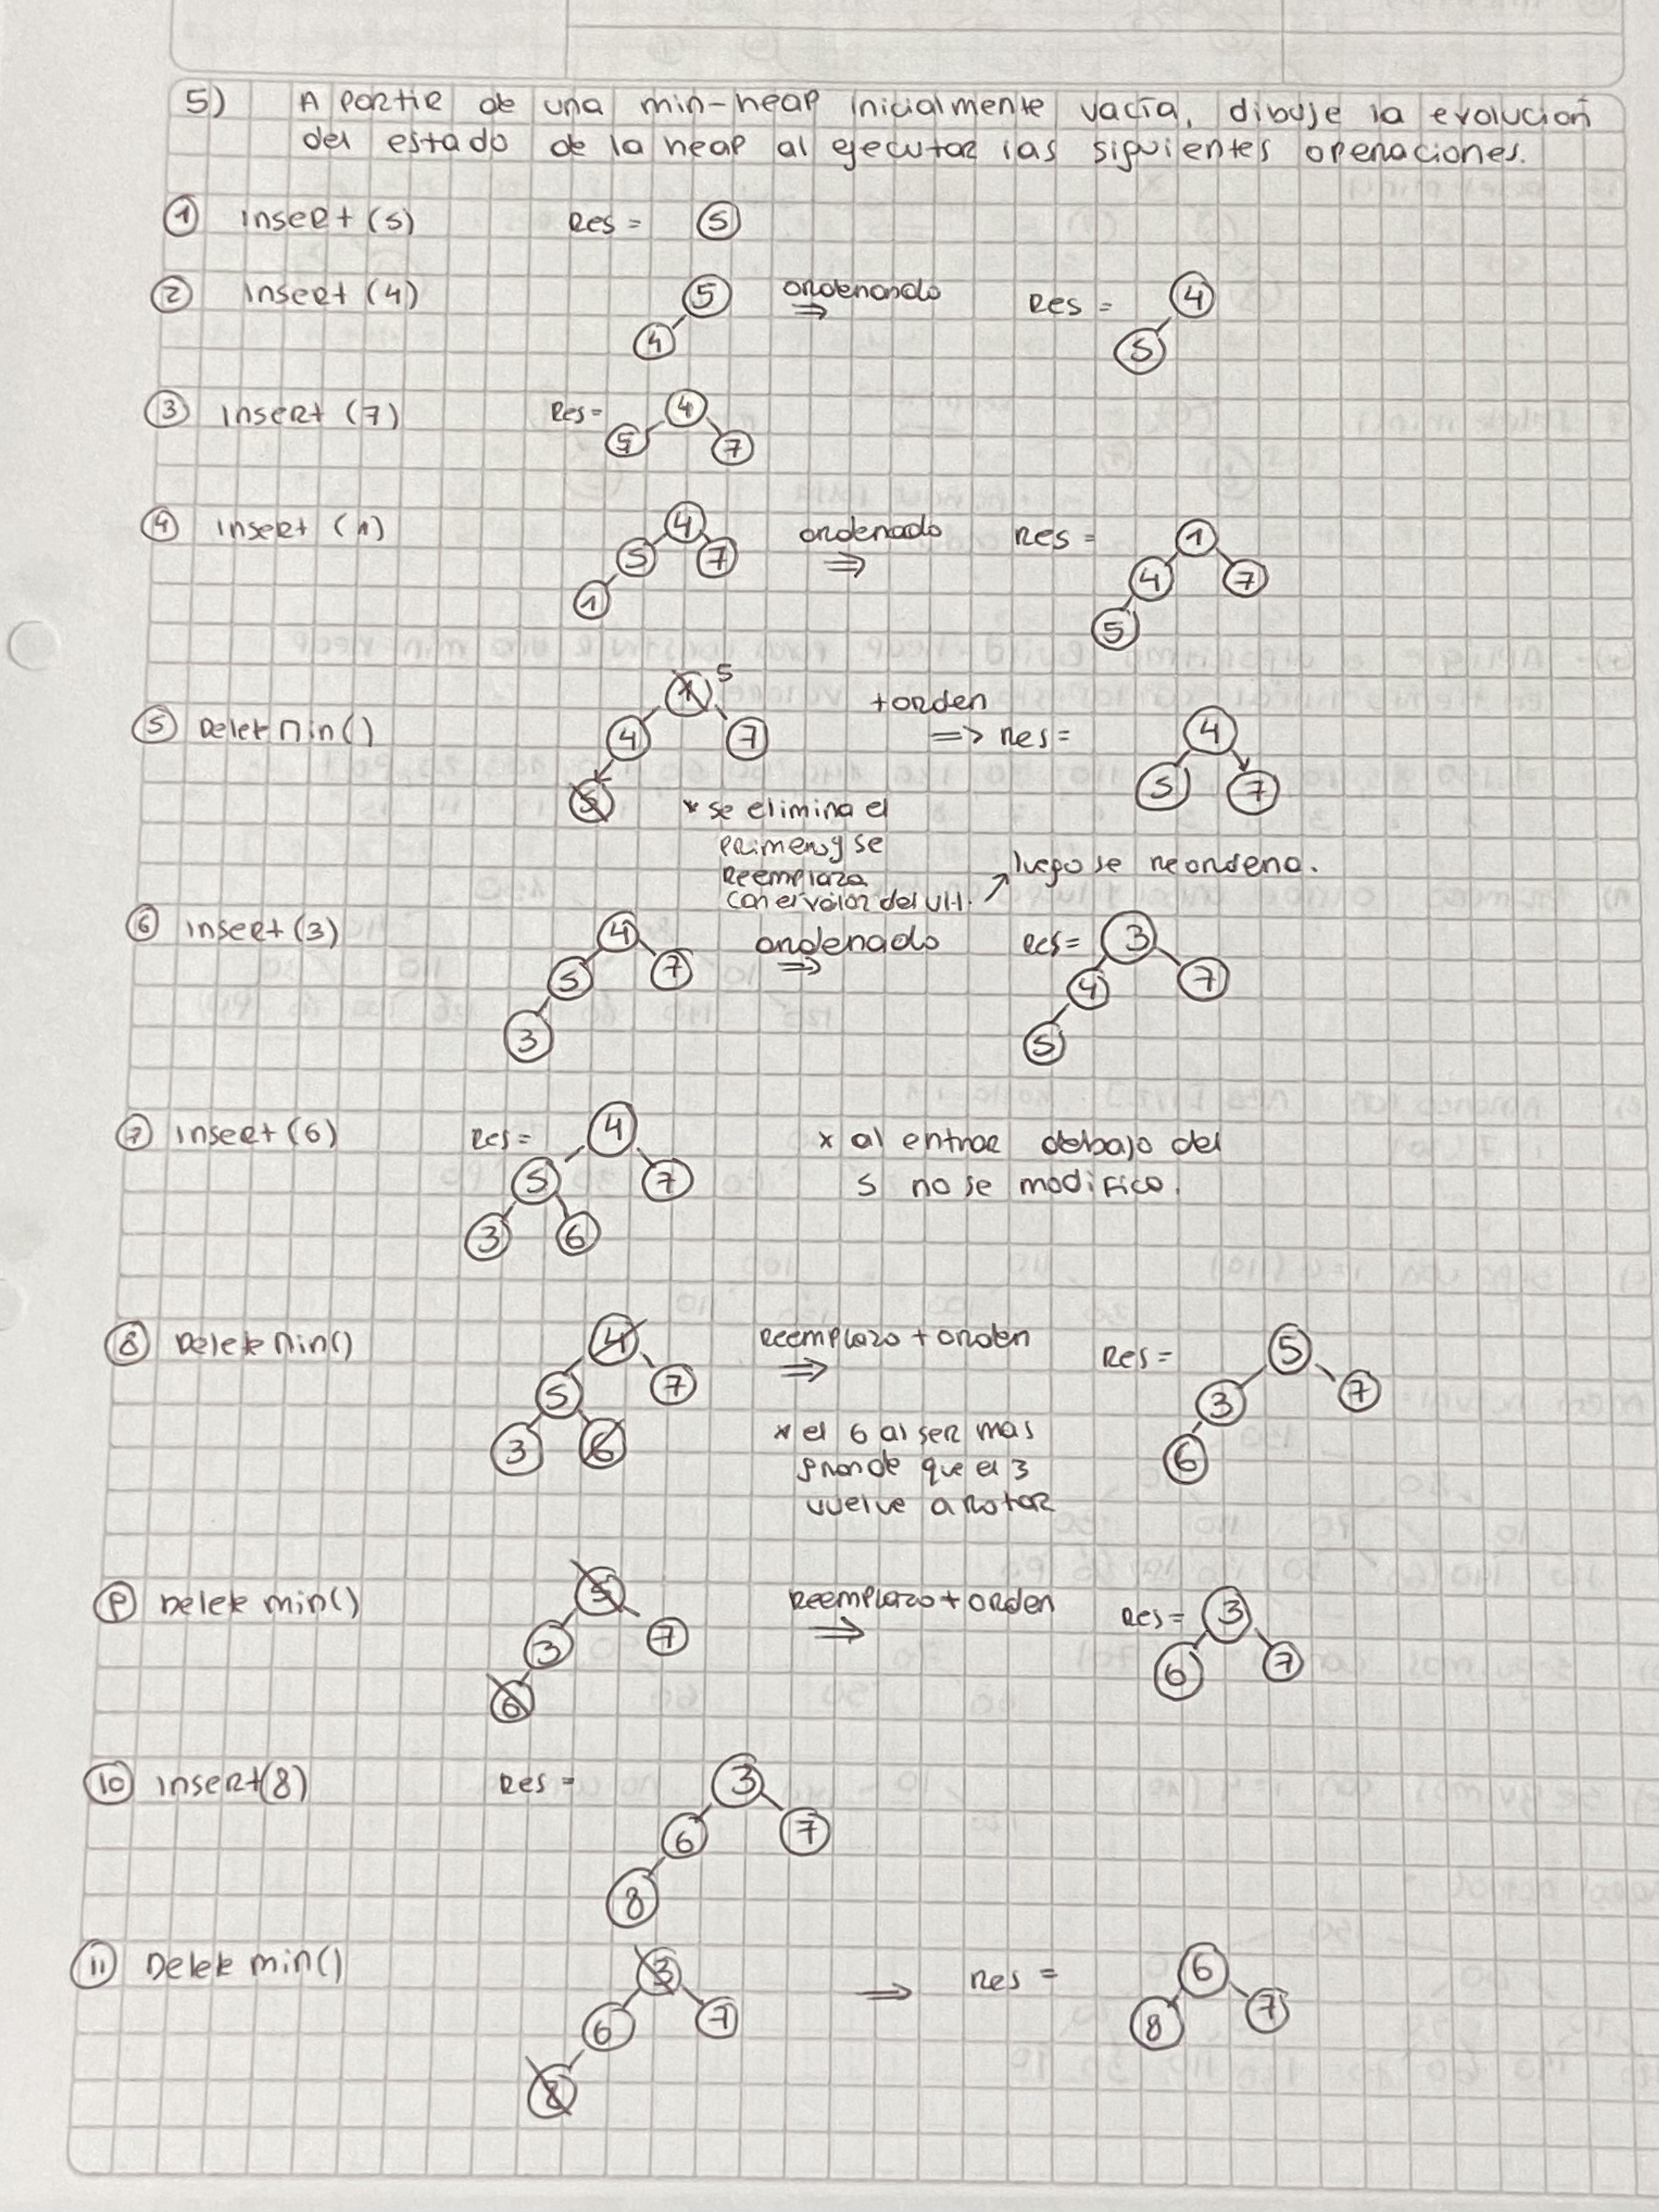 5) A partir de una min-heap inicialmente vacía, dibuje la evolución
del estado de la heap al ejecutar las siguientes operaciones.
① insert (5) Res = 5
② insert (4) 5 4 ordenando ⇒ Res = 4 5
③ insert (7) Res= 4 5 7
④ insert (1) 4 5 7 1 ordenado ⇒ Res = 1 4 7 5
⑤ Delet Min() 1 5 4 7 5 +orden ⇒ Res= 4 5 7
* se elimina el
primero y se
reemplaza
con el valor del ult. ↗ luego se reordena.
⑥ insert (3) 4 5 7 3 ordenado ⇒ Res= 3 4 7 5
⑦ insert (6) Res= 4 5 7 3 6
x al entrar debajo del
5 no se modifico.
⑧ Delete Min() 4 5 7 3 6 Reemplazo + orden ⇒ Res= 5 3 7 6
* el 6 al ser mas
grande que el 3
vuelve a rotar
⑨ Delete min() 5 3 7 6 Reemplazo + orden ⇒ Res= 3 6 7
⑩ insert(8) Res = 3 6 7 8
⑪ Delete min() 3 6 7 8 ⇒ Res = 6 8 7